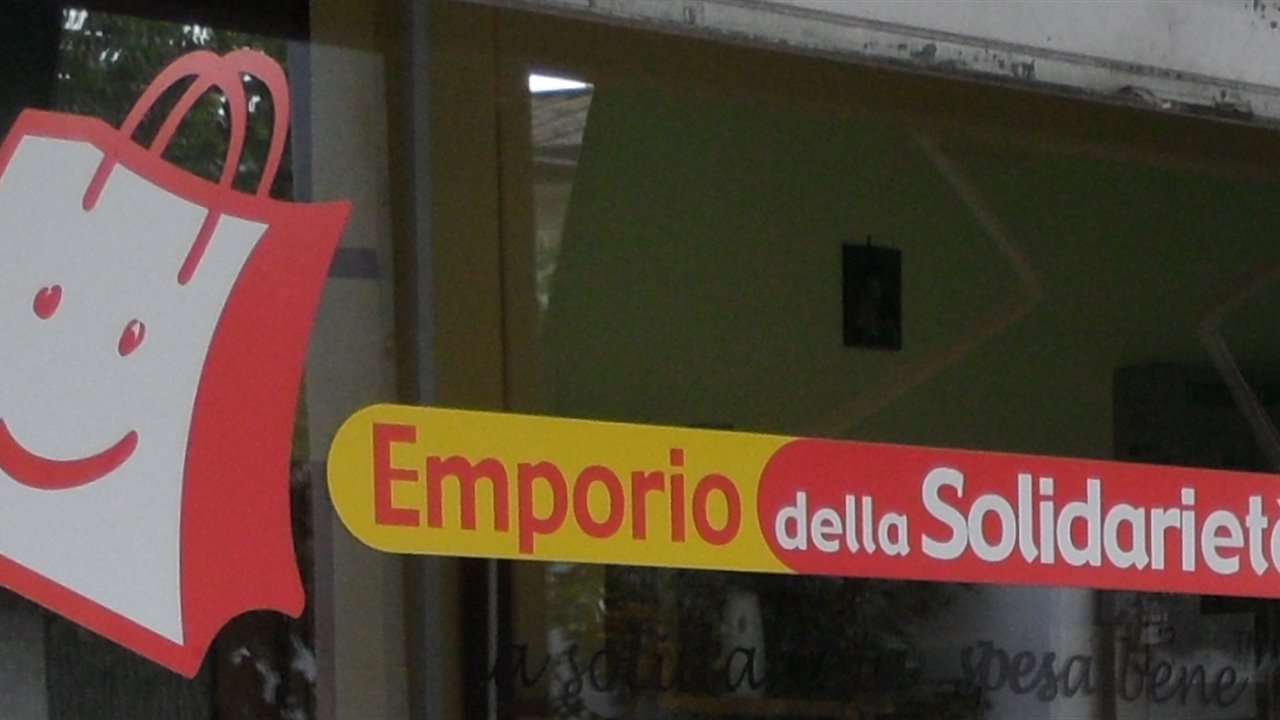 Emporio della Solidarietà
spesa bene